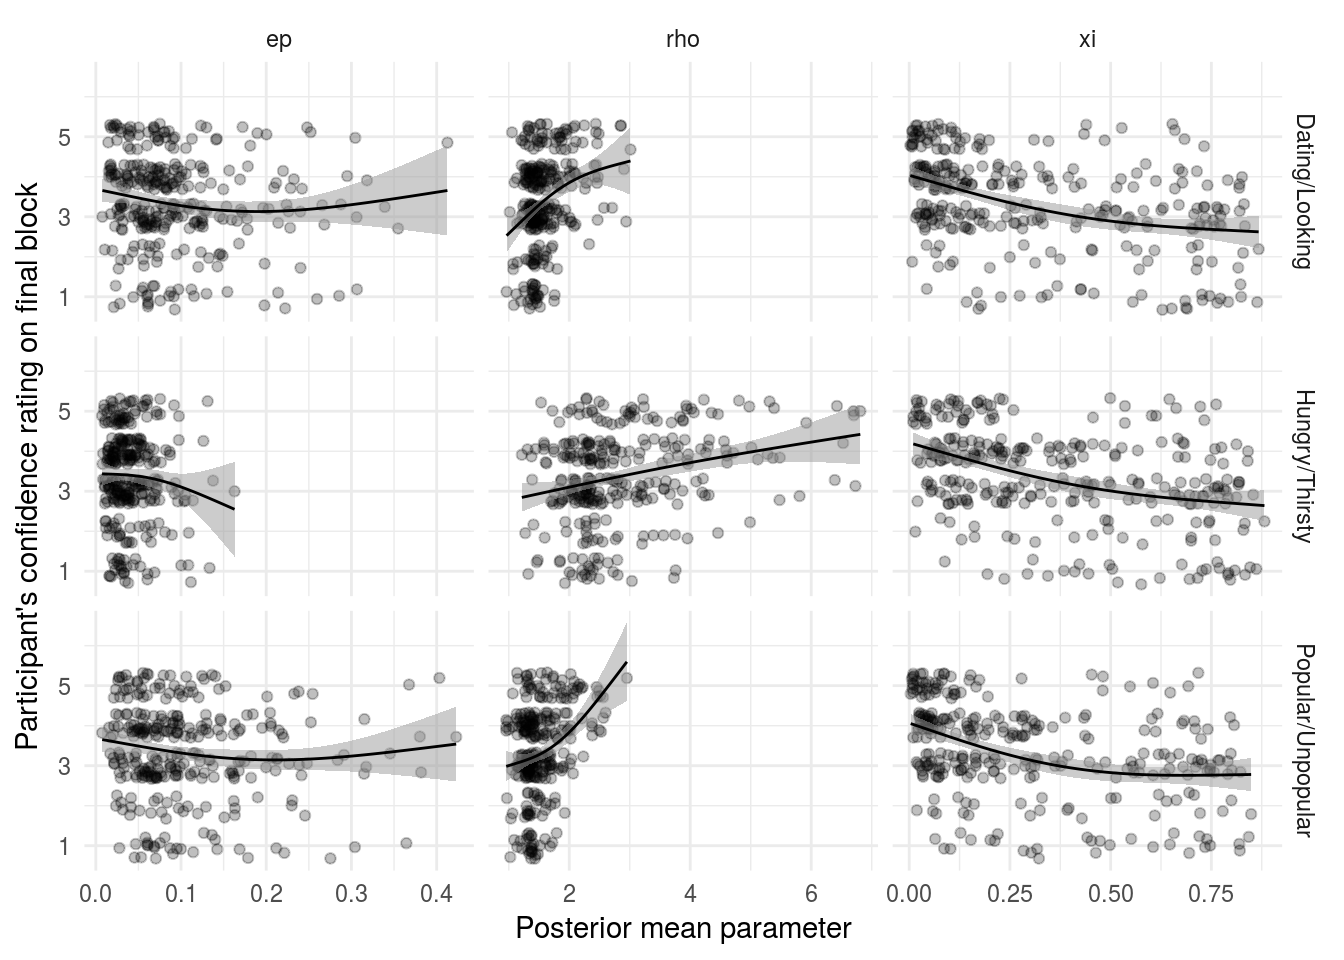 ep rho xi
Participant's confidence rating on final block
5
3
1
Dating/Looking
5
3
1
Hungry/Thirsty
5
3
1
Popular/Unpopular
0.0 0.1 0.2 0.3 0.4 2 4 6 0.00 0.25 0.50 0.75
Posterior mean parameter